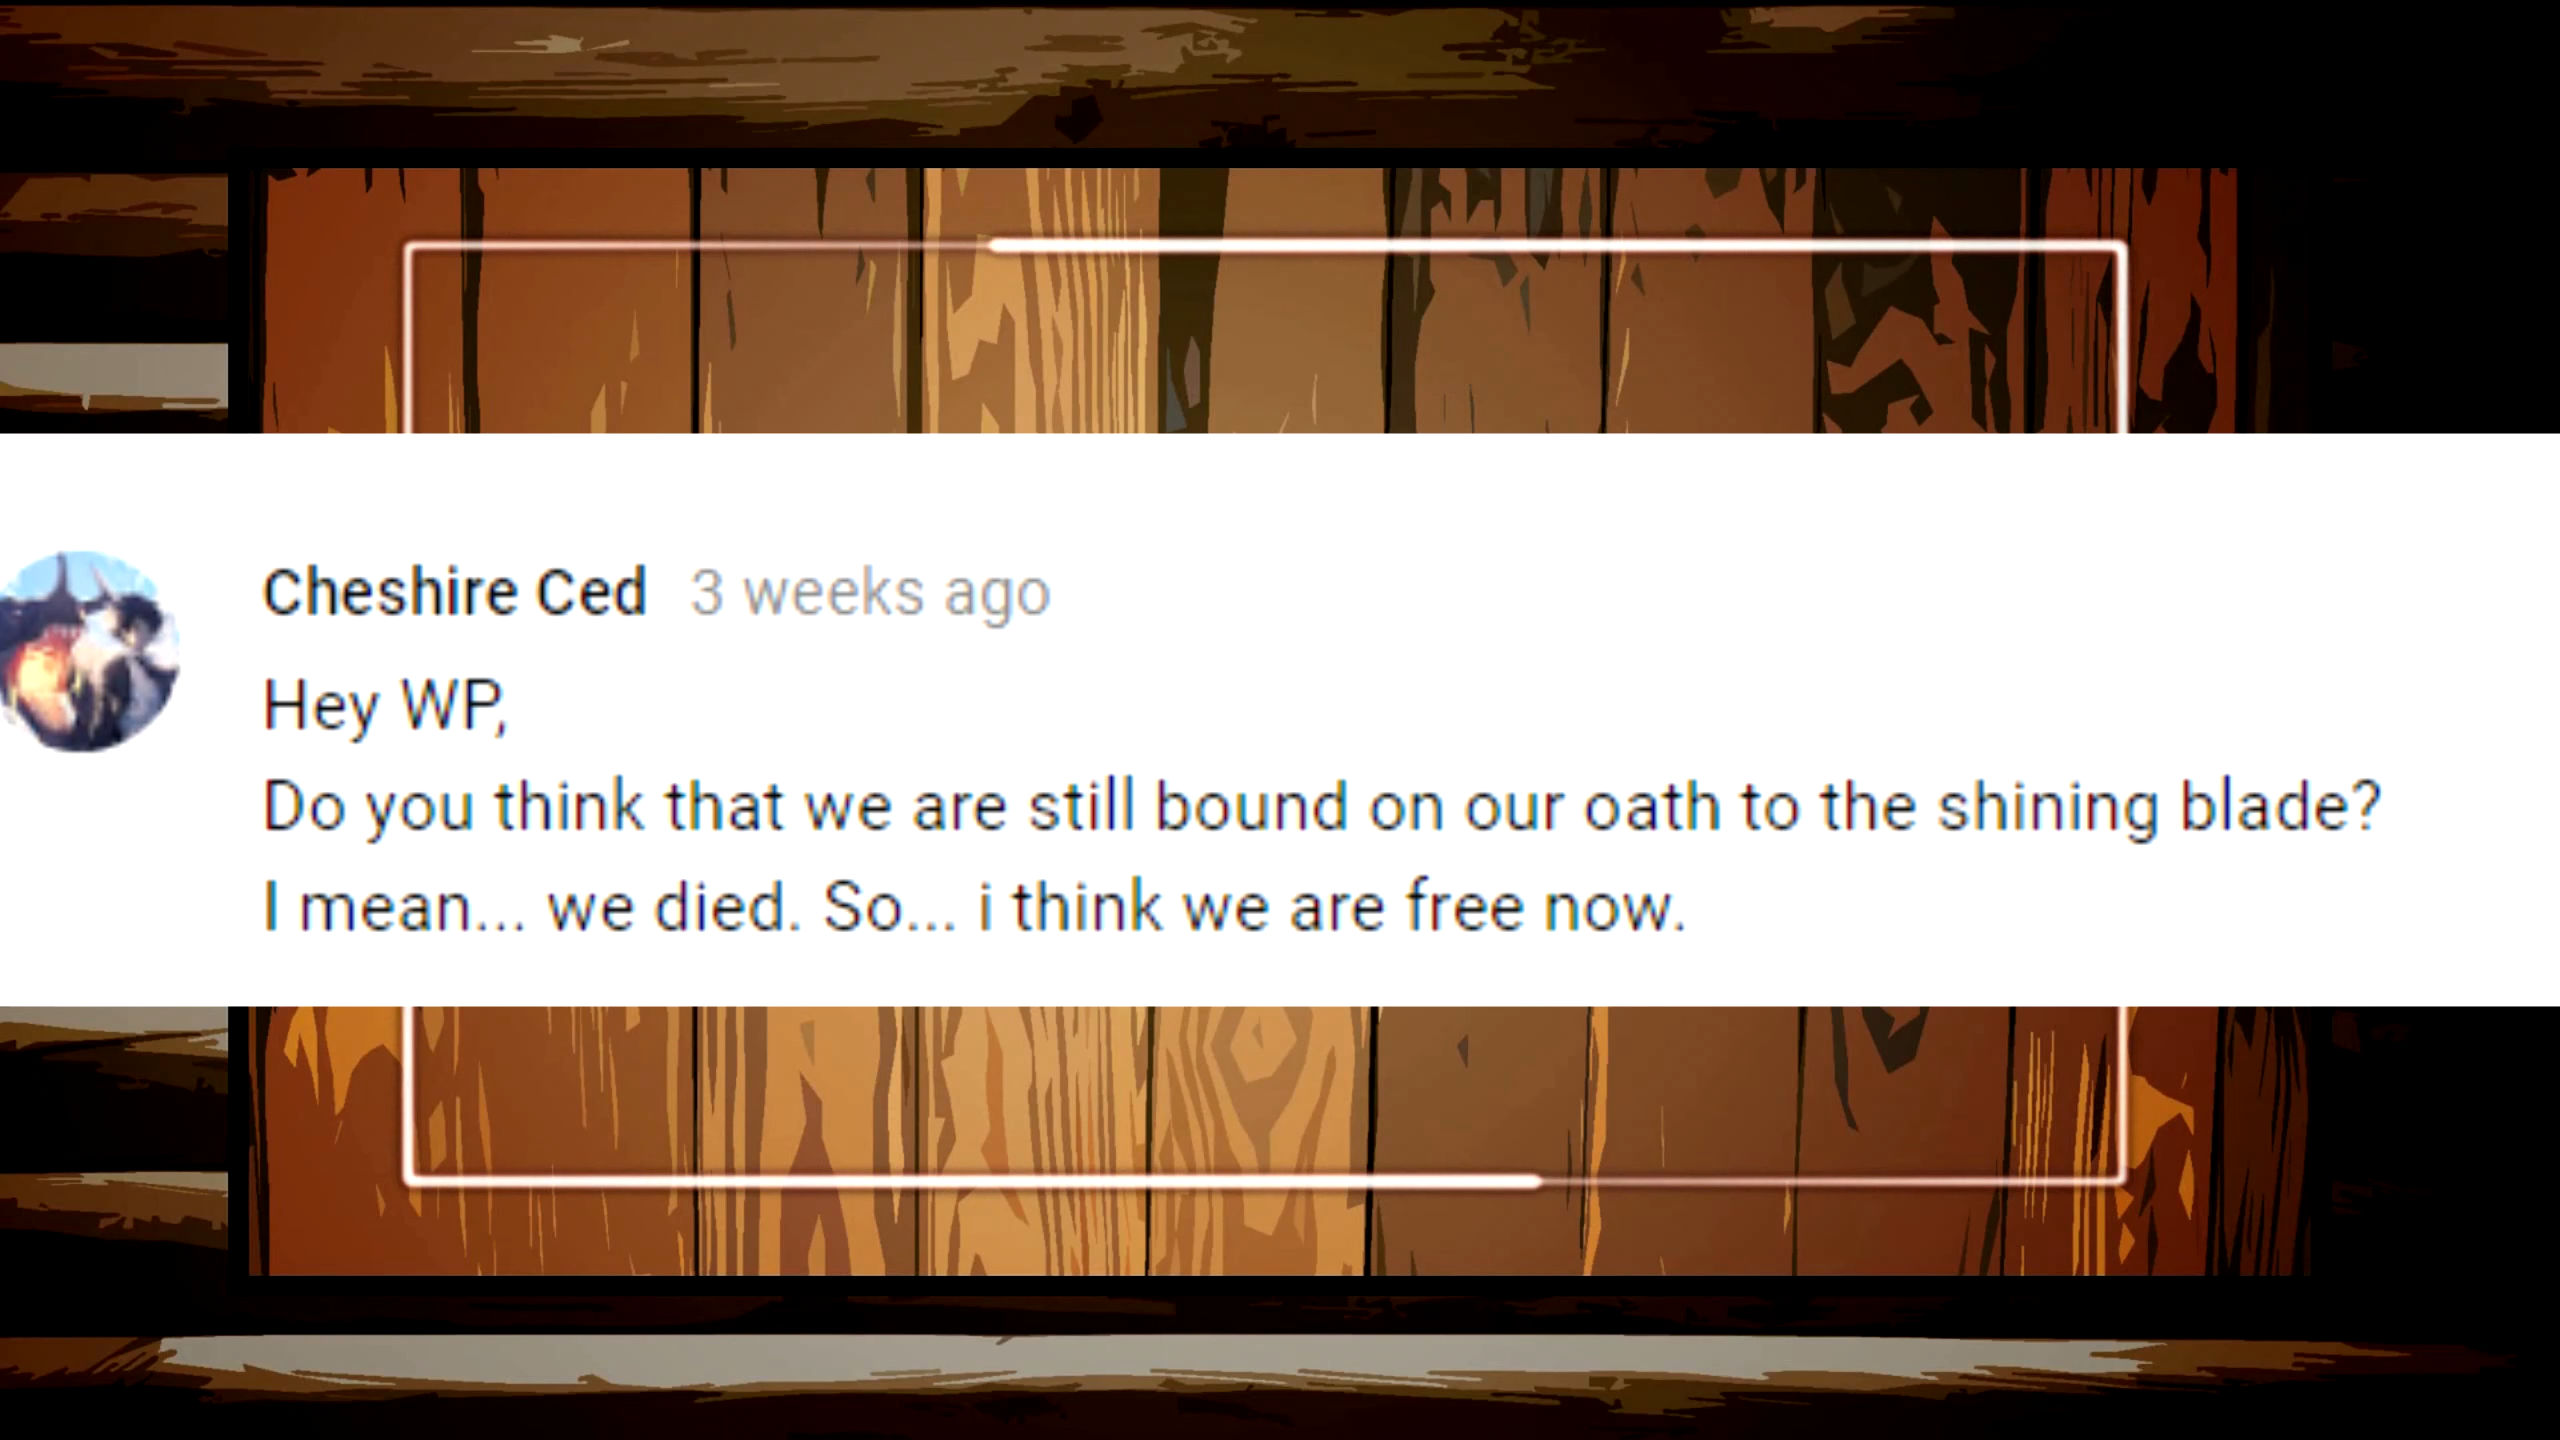 Cheshire Ced 3 weeks ago
Hey WP,
Do you think that we are still bound on our oath to the shining blade?
I mean... we died. So... i think we are free now.